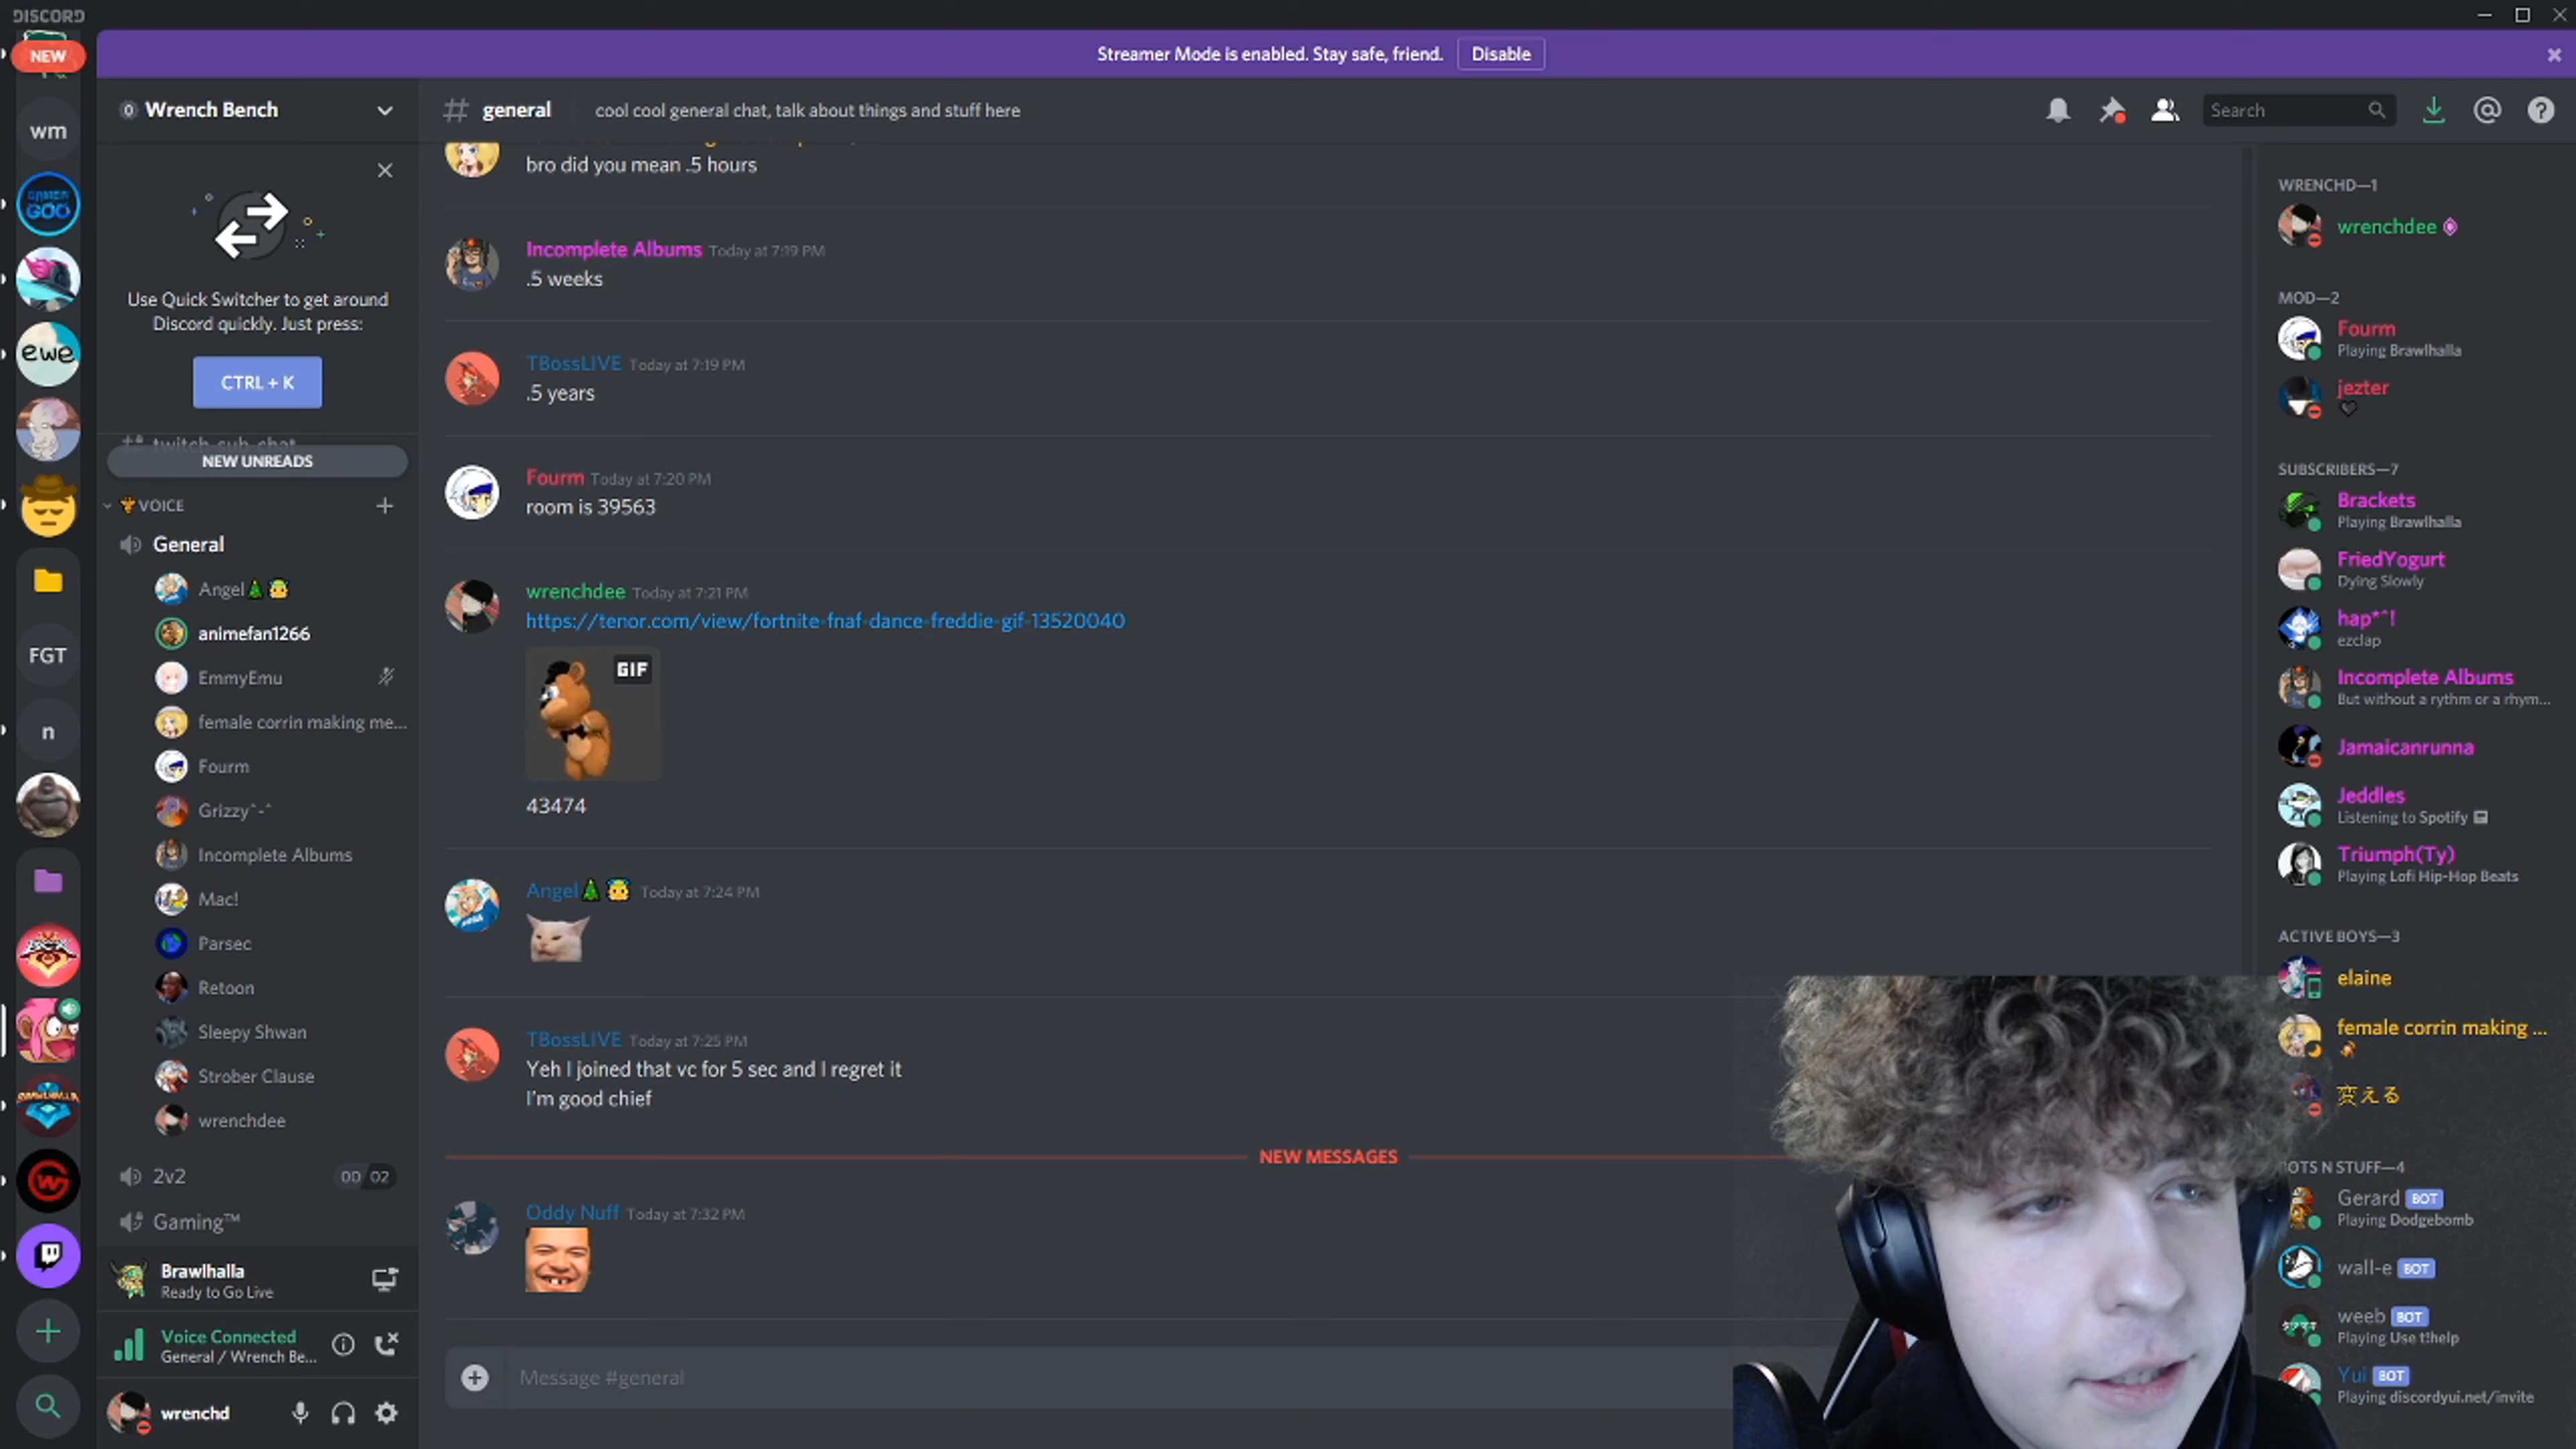 DISCORD
NEW
Streamer Mode is enabled. Stay safe, friend.
Disable
wm
GAMER
GOO
ewe
FGT
n
BRAWLHALLA
Wrench Bench
Use Quick Switcher to get around
Discord quickly. Just press:
CTRL + K
twitch-sub-chat
NEW UNREADS
VOICE
General
Angel
animefan1266
EmmyEmu
female corrin making me...
Fourm
Grizzy^-^
Incomplete Albums
Mac!
Parsec
Retoon
Sleepy Shwan
Strober Clause
wrenchdee
2v2
00 02
Gaming™
Brawlhalla
Ready to Go Live
Voice Connected
General / Wrench Be...
wrenchd
# general
cool cool general chat, talk about things and stuff here
Search
bro did you mean .5 hours
Incomplete Albums Today at 7:19 PM
.5 weeks
TBossLIVE Today at 7:19 PM
.5 years
Fourm Today at 7:20 PM
room is 39563
wrenchdee Today at 7:21 PM
https://tenor.com/view/fortnite-fnaf-dance-freddie-gif-13520040
GIF
43474
Angel Today at 7:24 PM
TBossLIVE Today at 7:25 PM
Yeh I joined that vc for 5 sec and I regret it
I'm good chief
NEW MESSAGES
Oddy Nuff Today at 7:32 PM
Message #general
WRENCHD—1
wrenchdee
MOD—2
Fourm
Playing Brawlhalla
jezter
SUBSCRIBERS—7
Brackets
Playing Brawlhalla
FriedYogurt
Dying Slowly
hap*^!
ezclap
Incomplete Albums
But without a rythm or a rhym...
Jamaicanrunna
Jeddles
Listening to Spotify
Triumph(Ty)
Playing Lofi Hip-Hop Beats
ACTIVE BOYS—3
elaine
female corrin making ...
変える
BOTS N STUFF—4
Gerard BOT
Playing Dodgebomb
wall-e BOT
weeb BOT
Playing Use t!help
Yui BOT
Playing discordyui.net/invite